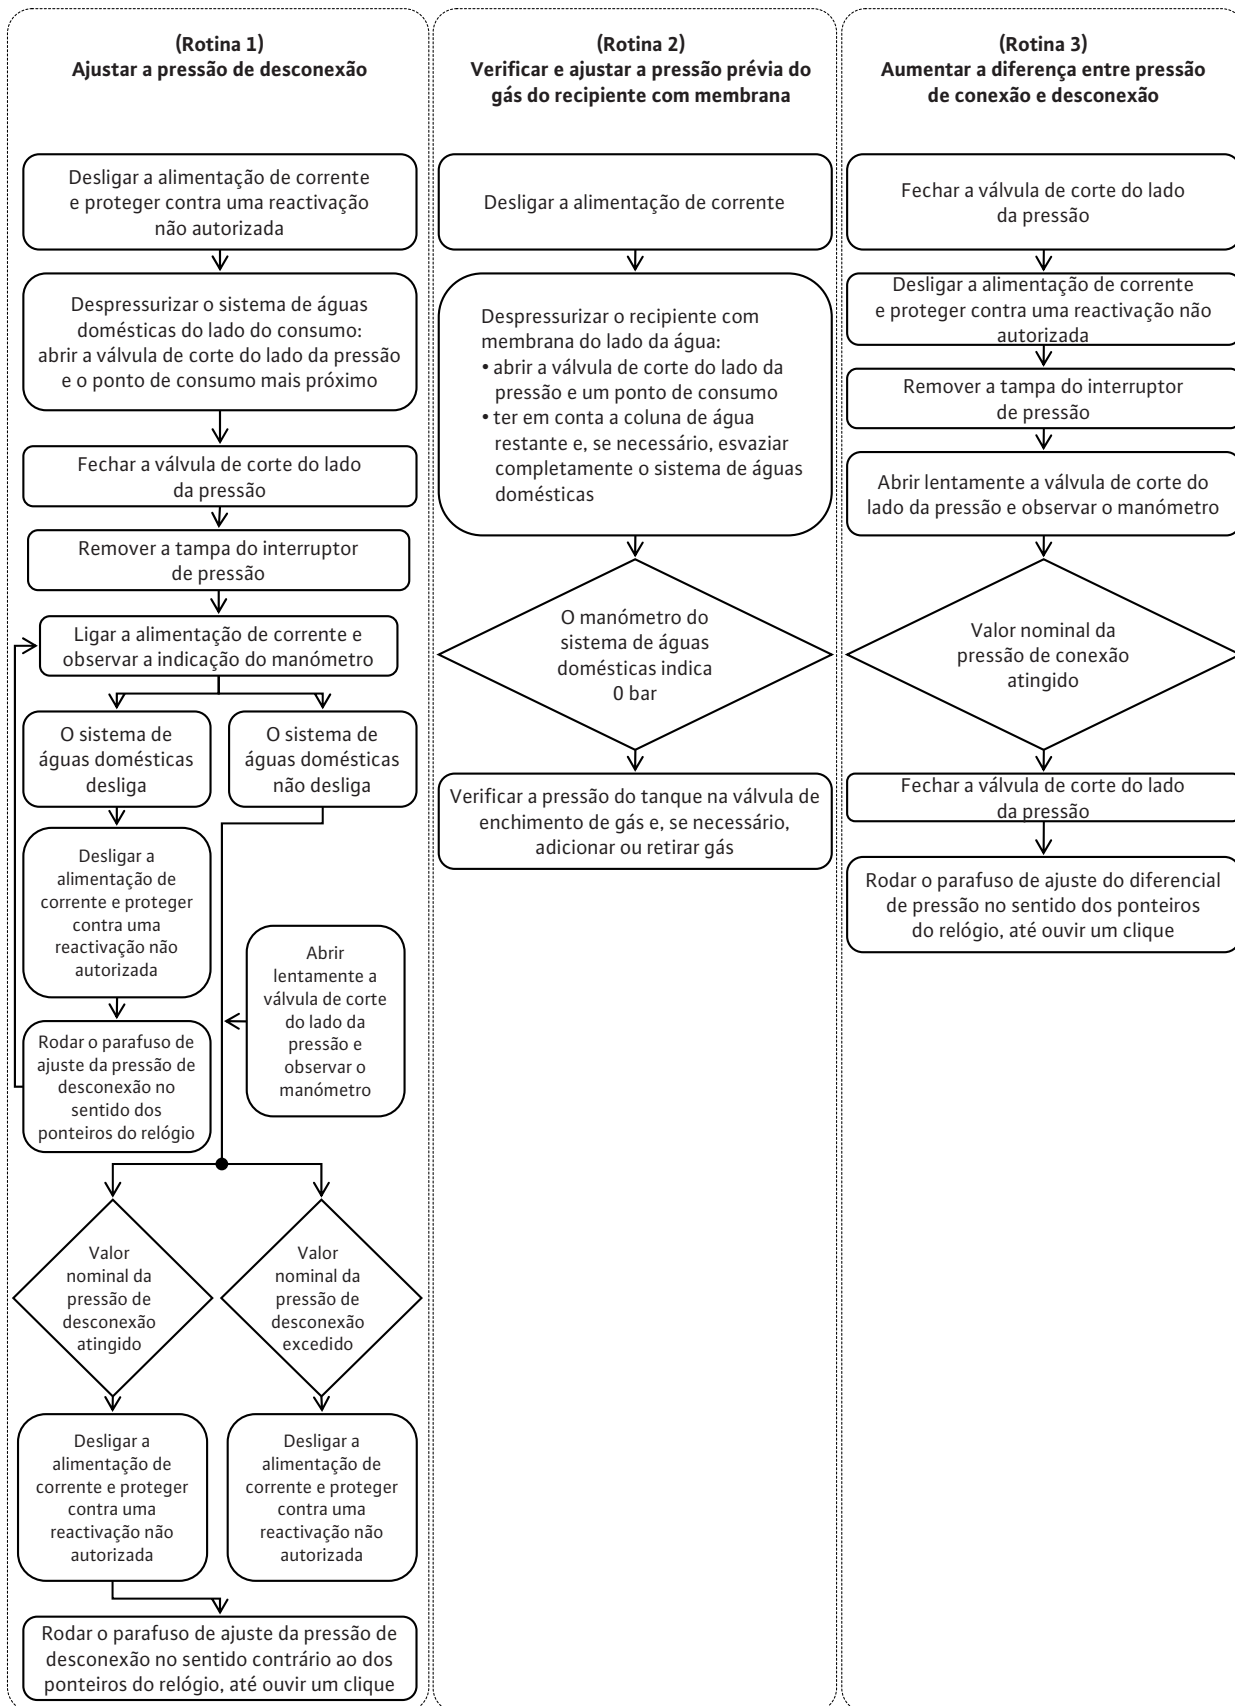 (Rotina 1)
Ajustar a pressão de desconexão
Desligar a alimentação de corrente
e proteger contra uma reactivação
não autorizada
Despressurizar o sistema de águas
domésticas do lado do consumo:
abrir a válvula de corte do lado da pressão
e o ponto de consumo mais próximo
Fechar a válvula de corte do lado
da pressão
Remover a tampa do interruptor
de pressão
Ligar a alimentação de corrente e
observar a indicação do manómetro
O sistema de
águas domésticas
desliga
O sistema de
águas domésticas
não desliga
Desligar a
alimentação de
corrente e proteger
contra uma
reactivação não
autorizada
Abrir
lentamente a
válvula de corte
do lado da
pressão e
observar o
manómetro
Rodar o parafuso de
ajuste da pressão de
desconexão no
sentido dos
ponteiros do relógio
Valor
nominal da
pressão de
desconexão
atingido
Valor
nominal da
pressão de
desconexão
excedido
Desligar a
alimentação de
corrente e proteger
contra uma
reactivação não
autorizada
Desligar a
alimentação de
corrente e proteger
contra uma
reactivação não
autorizada
Rodar o parafuso de ajuste da pressão de
desconexão no sentido contrário ao dos
ponteiros do relógio, até ouvir um clique
(Rotina 2)
Verificar e ajustar a pressão prévia do
gás do recipiente com membrana
Desligar a alimentação de corrente
Despressurizar o recipiente com
membrana do lado da água:
• abrir a válvula de corte do lado da
pressão e um ponto de consumo
• ter em conta a coluna de água
restante e, se necessário, esvaziar
completamente o sistema de águas
domésticas
O manómetro do
sistema de águas
domésticas indica
0 bar
Verificar a pressão do tanque na válvula de
enchimento de gás e, se necessário,
adicionar ou retirar gás
(Rotina 3)
Aumentar a diferença entre pressão
de conexão e desconexão
Fechar a válvula de corte do lado
da pressão
Desligar a alimentação de corrente
e proteger contra uma reactivação não
autorizada
Remover a tampa do interruptor
de pressão
Abrir lentamente a válvula de corte do
lado da pressão e observar o manómetro
Valor nominal da
pressão de conexão
atingido
Fechar a válvula de corte do lado
da pressão
Rodar o parafuso de ajuste do diferencial
de pressão no sentido dos ponteiros
do relógio, até ouvir um clique